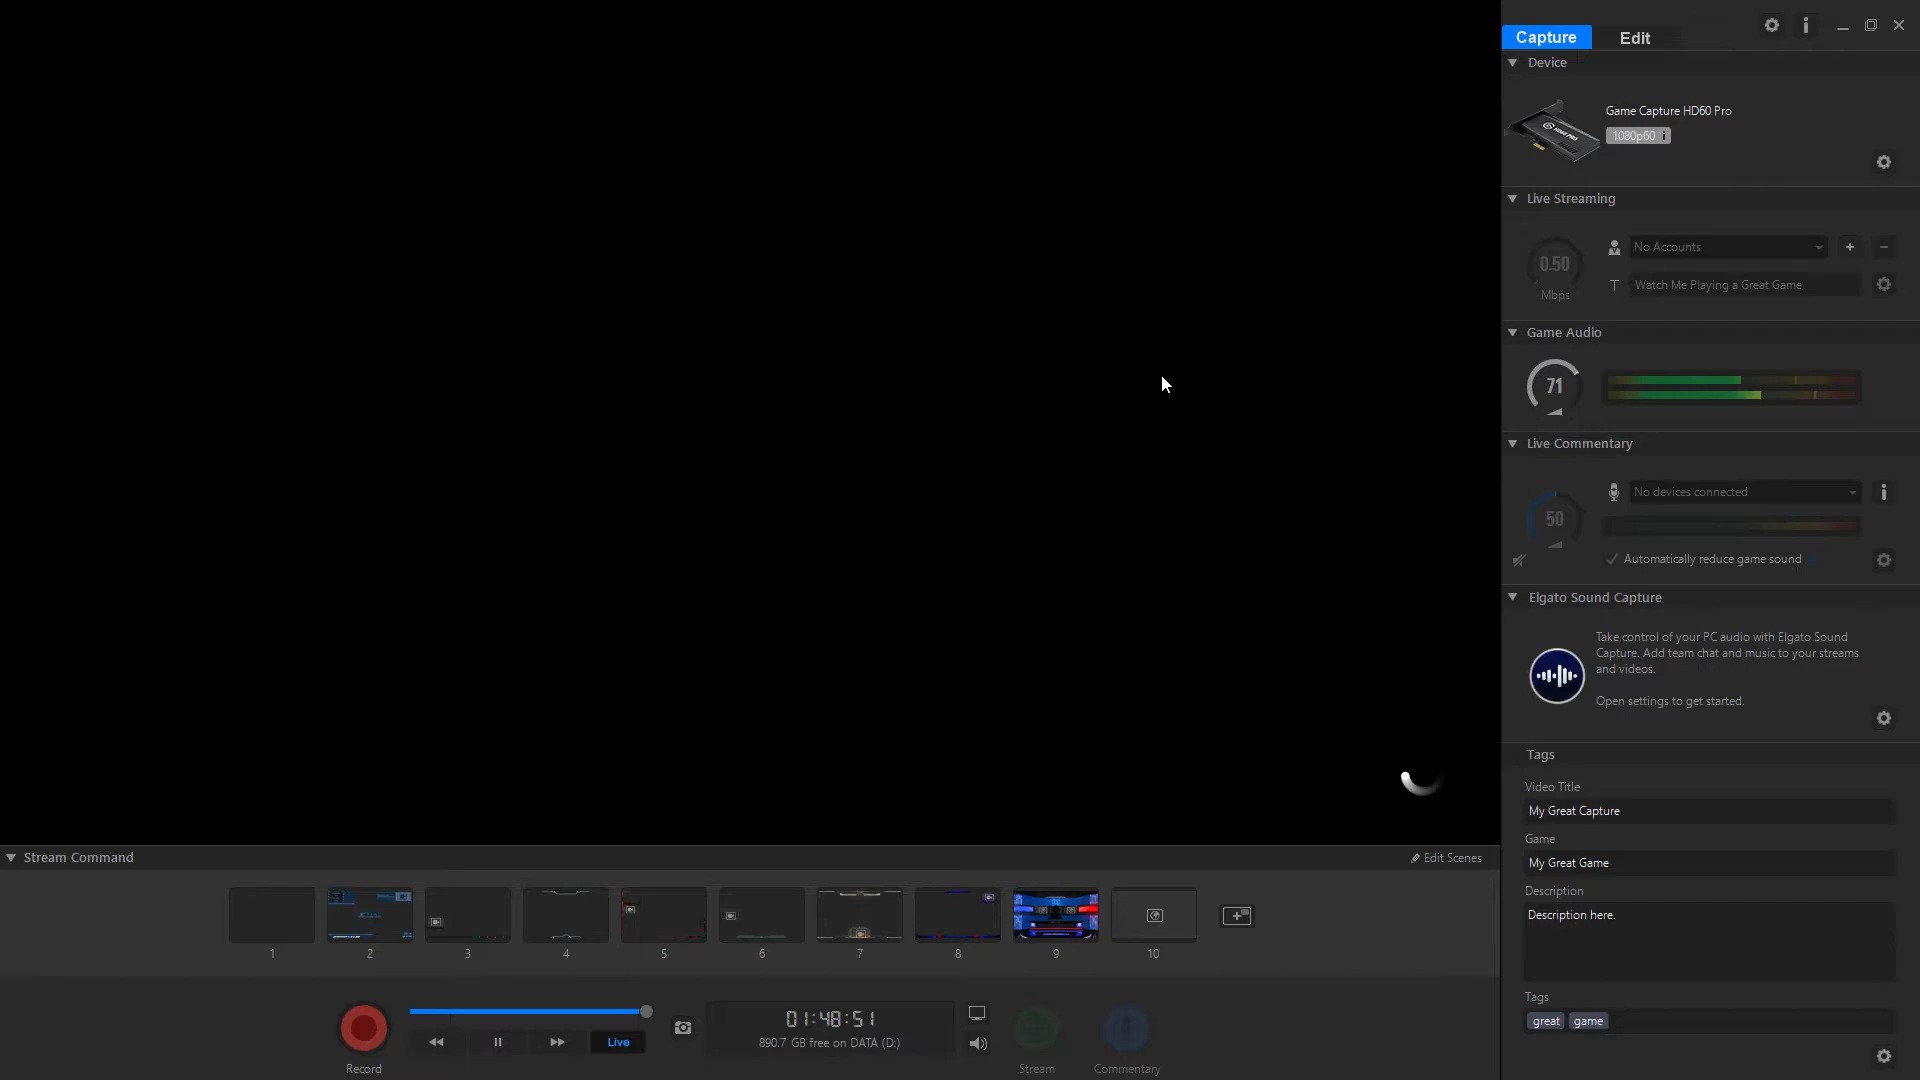 Capture
Edit
Device
Game Capture HD60 Pro
1080p60 i
HD60 PRO
Live Streaming
0.50
Mbps
No Accounts
T
Watch Me Playing a Great Game
Game Audio
71
Live Commentary
No devices connected
50
Automatically reduce game sound
Elgato Sound Capture
Take control of your PC audio with Elgato Sound
Capture. Add team chat and music to your streams
and videos.
Open settings to get started.
Tags
Video Title
My Great Capture
Game
My Great Game
Description
Description here.
Tags
great game
Stream Command
Edit Scenes
1 2 3 4 5 6 7 8 9 10
01:48:51
890.7 GB free on DATA (D:)
Live
Record
Stream
Commentary